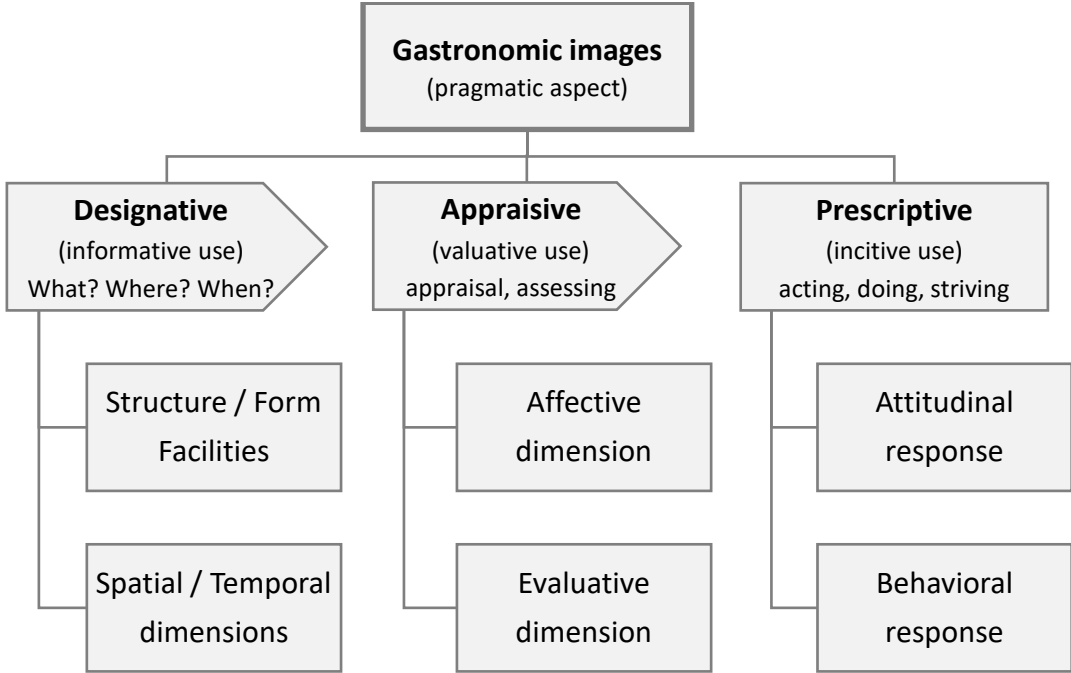 Gastronomic images
(pragmatic aspect)
Designative
(informative use)
What? Where? When?
Appraisive
(valuative use)
appraisal, assessing
Prescriptive
(incitive use)
acting, doing, striving
Structure / Form
Facilities
Affective
dimension
Attitudinal
response
Spatial / Temporal
dimensions
Evaluative
dimension
Behavioral
response